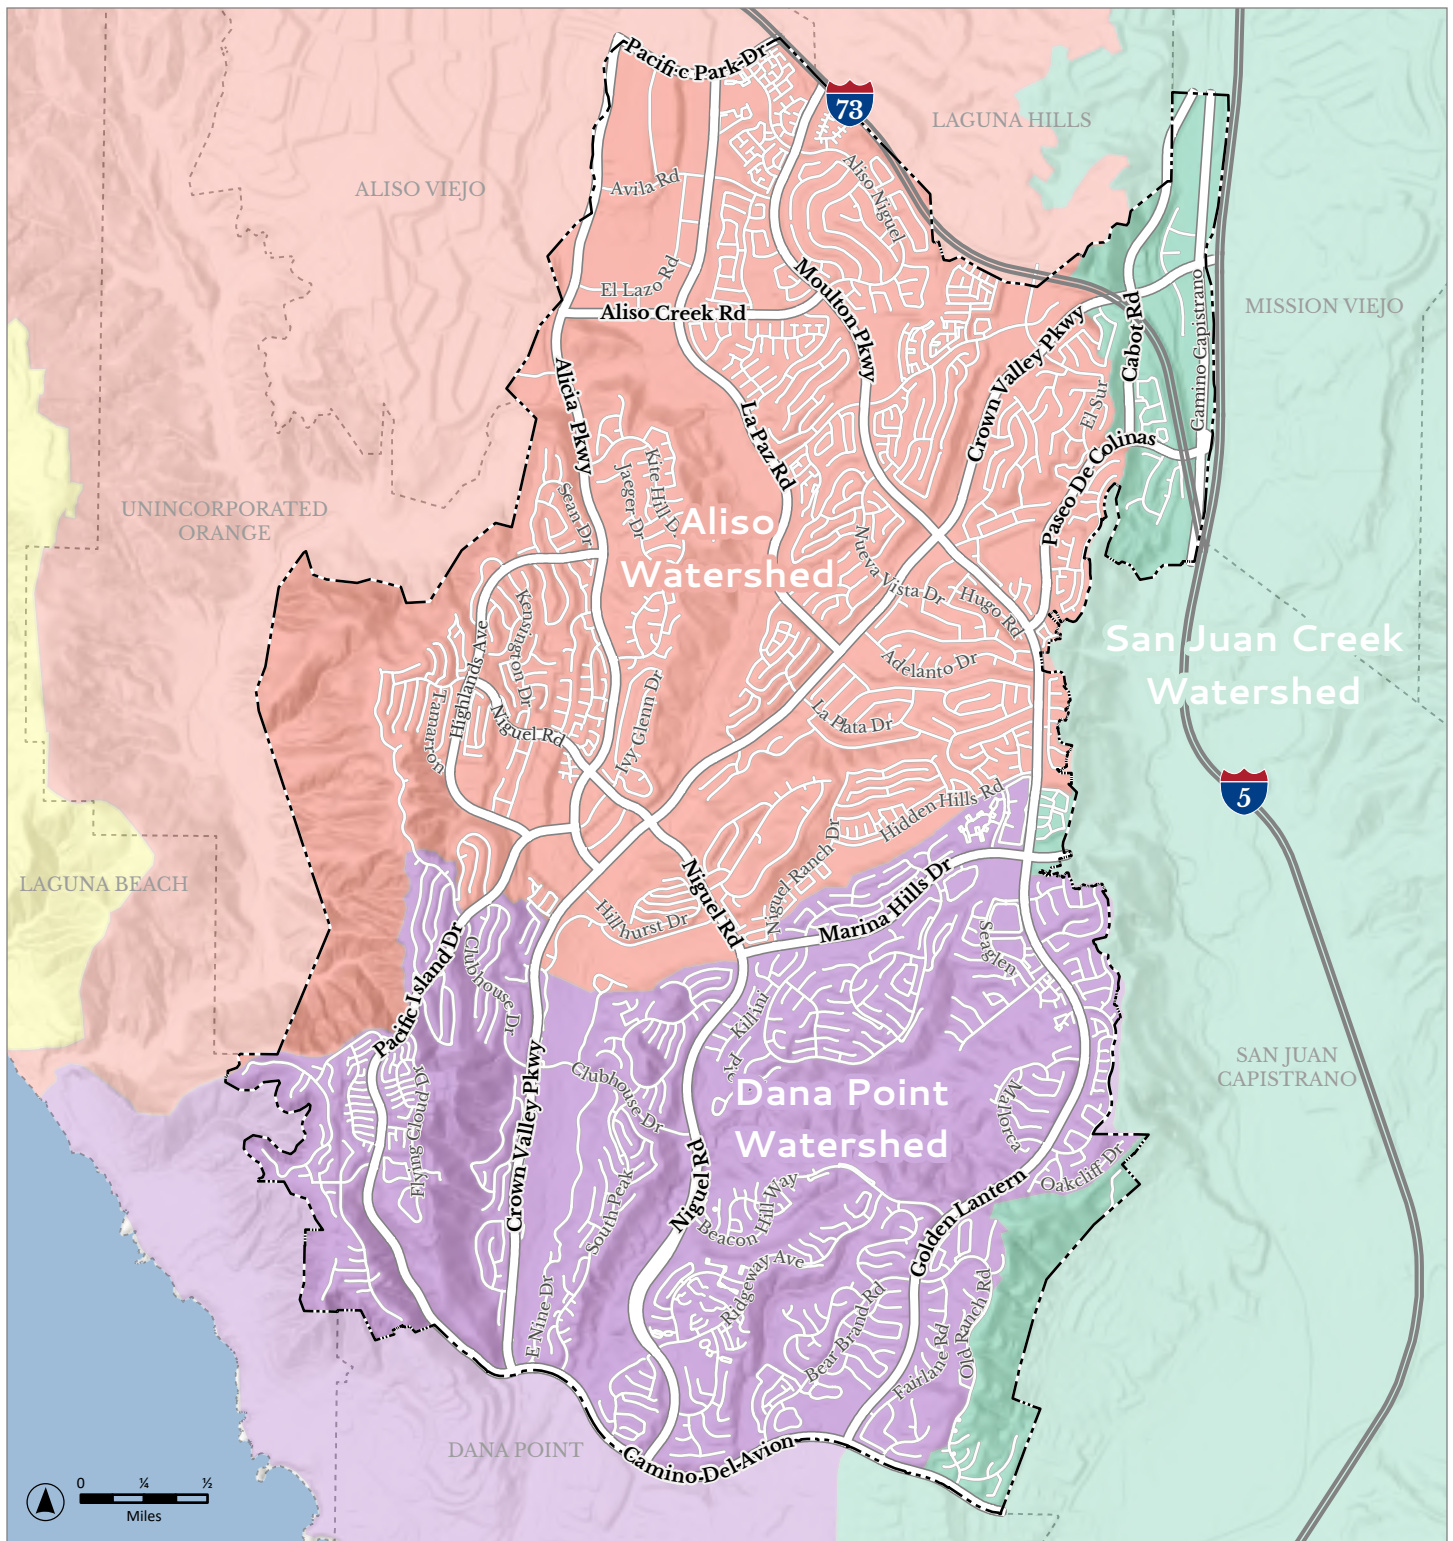 Pacific Park Dr
73
LAGUNA HILLS
ALISO VIEJO
Avila Rd
Aliso Niguel
El Lazo Rd
Aliso Creek Rd
Moulton Pkwy
Camino Capistrano
MISSION VIEJO
Crown Valley Pkwy
Cabot Rd
Alicia Pkwy
La Paz Rd
El Sur
Paseo De Colinas
UNINCORPORATED
ORANGE
Sean Dr
Jaeger Dr
Kite Hill Dr
Aliso
Watershed
Nueva Vista Dr
Hugo Rd
San Juan Creek
Watershed
Kensington Dr
Highlands Ave
Tamarron
Niguel Rd
Ivy Glenn Dr
Adelanto Dr
La Plata Dr
5
Hidden Hills Rd
LAGUNA BEACH
Niguel Rd
Niguel Ranch Dr
Marina Hills Dr
Hillhurst Dr
Pacific Island Dr
Clubhouse Dr
Seaglen
Killini
SAN JUAN
CAPISTRANO
Flying Cloud Dr
Crown Valley Pkwy
Clubhouse Dr
Dana Point
Watershed
Mallorca
Oakcliff Dr
Niguel Rd
South Peak
Beacon Hill Way
Golden Lantern
Ridgeway Ave
E Nine Dr
Bear Brand Rd
Fairlane Rd
Old Ranch Rd
DANA POINT
Camino Del Avion
0 ¼ ½
Miles